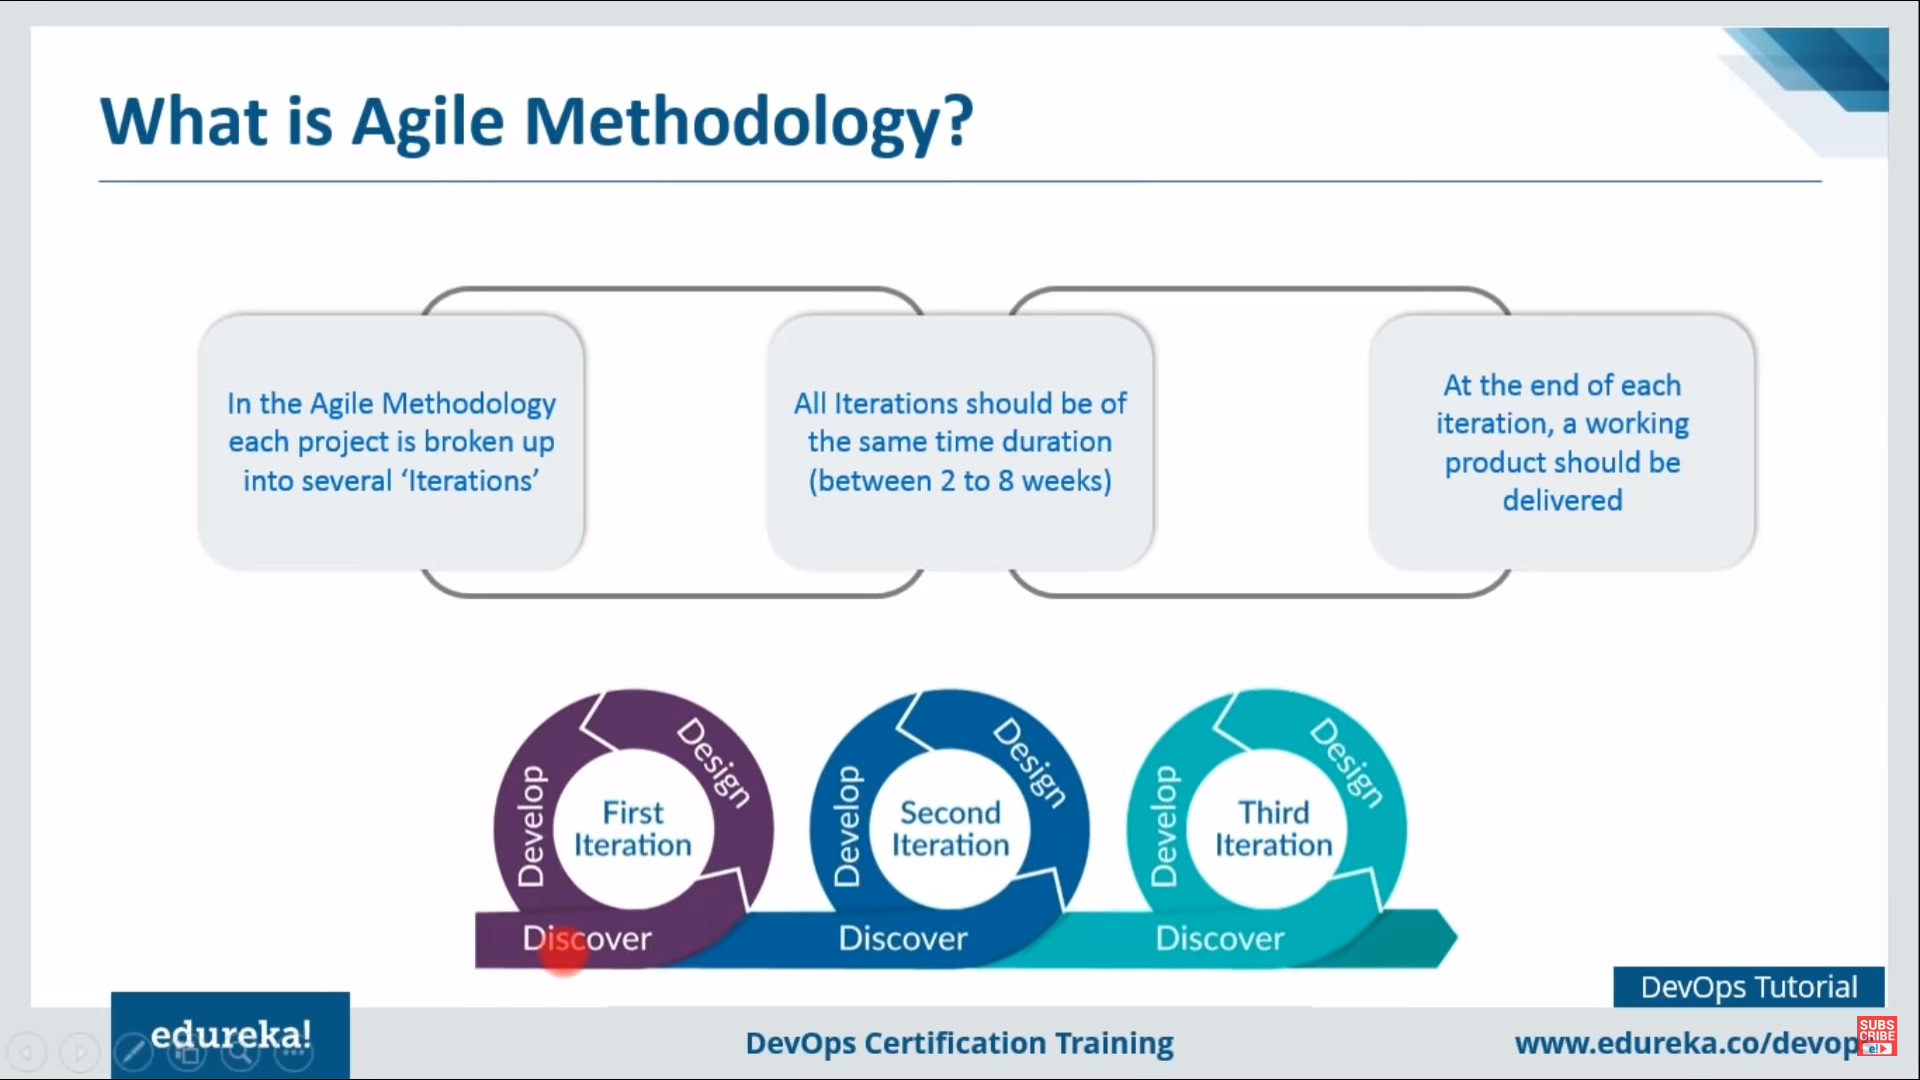 What is Agile Methodology?
In the Agile Methodology
each project is broken up
into several ‘Iterations’
All Iterations should be of
the same time duration
(between 2 to 8 weeks)
At the end of each
iteration, a working
product should be
delivered
Develop
Design
First
Iteration
Discover
Develop
Design
Second
Iteration
Discover
Develop
Design
Third
Iteration
Discover
DevOps Tutorial
edureka!
DevOps Certification Training
www.edureka.co/devop
SUBS
CRIBE
e!